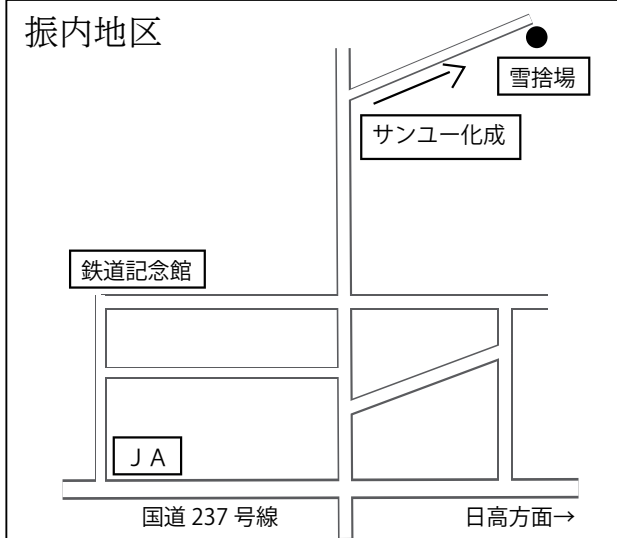 振内地区
雪捨場
サンユー化成
鉄道記念館
ＪＡ
国道 237 号線
日高方面→